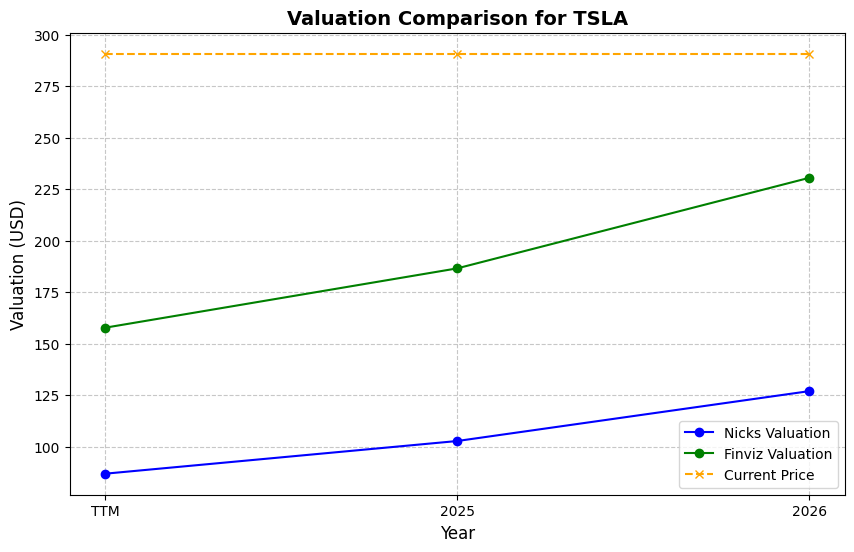 Valuation Comparison for TSLA
300
275
250
225
200
175
150
125
100
Valuation (USD)
TTM
2025
2026
Year
Nicks Valuation
Finviz Valuation
Current Price